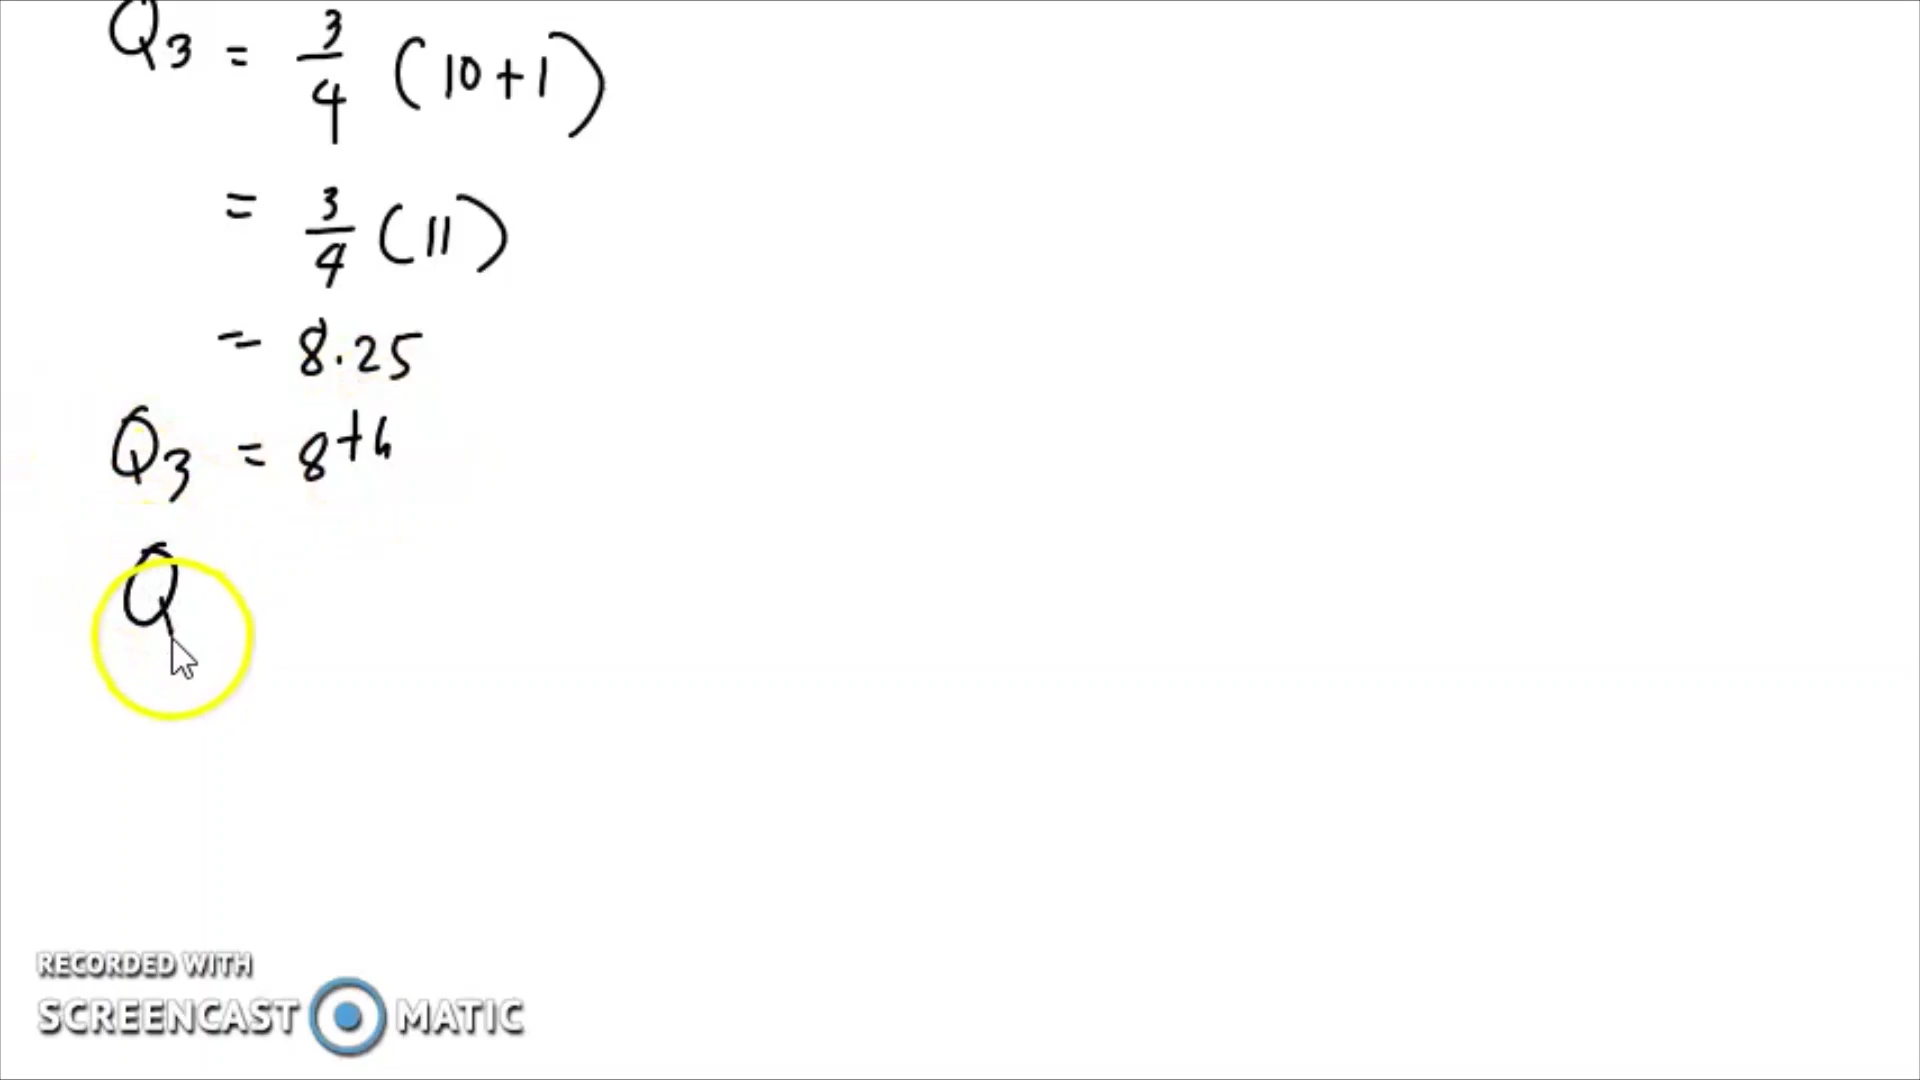 Q3 = 3/4 (10+1)
= 3/4 (11)
= 8.25
Q3 = 8th
Q
RECORDED WITH
SCREENCAST MATIC